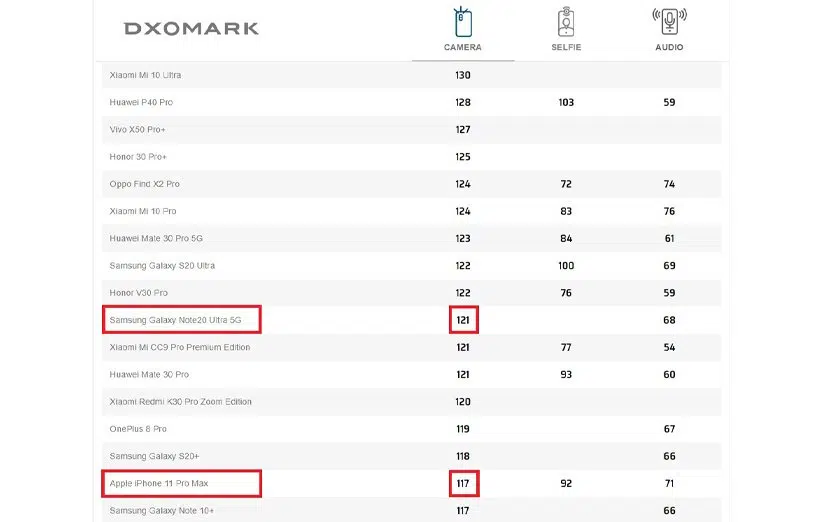 DXOMARK
CAMERA SELFIE AUDIO
Xiaomi Mi 10 Ultra 130
Huawei P40 Pro 128 103 59
Vivo X50 Pro+ 127
Honor 30 Pro+ 125
Oppo Find X2 Pro 124 72 74
Xiaomi Mi 10 Pro 124 83 76
Huawei Mate 30 Pro 5G 123 84 61
Samsung Galaxy S20 Ultra 122 100 69
Honor V30 Pro 122 76 59
Samsung Galaxy Note20 Ultra 5G 121 68
Xiaomi Mi CC9 Pro Premium Edition 121 77 54
Huawei Mate 30 Pro 121 93 60
Xiaomi Redmi K30 Pro Zoom Edition 120
OnePlus 8 Pro 119 67
Samsung Galaxy S20+ 118 66
Apple iPhone 11 Pro Max 117 92 71
Samsung Galaxy Note 10+ 117 66